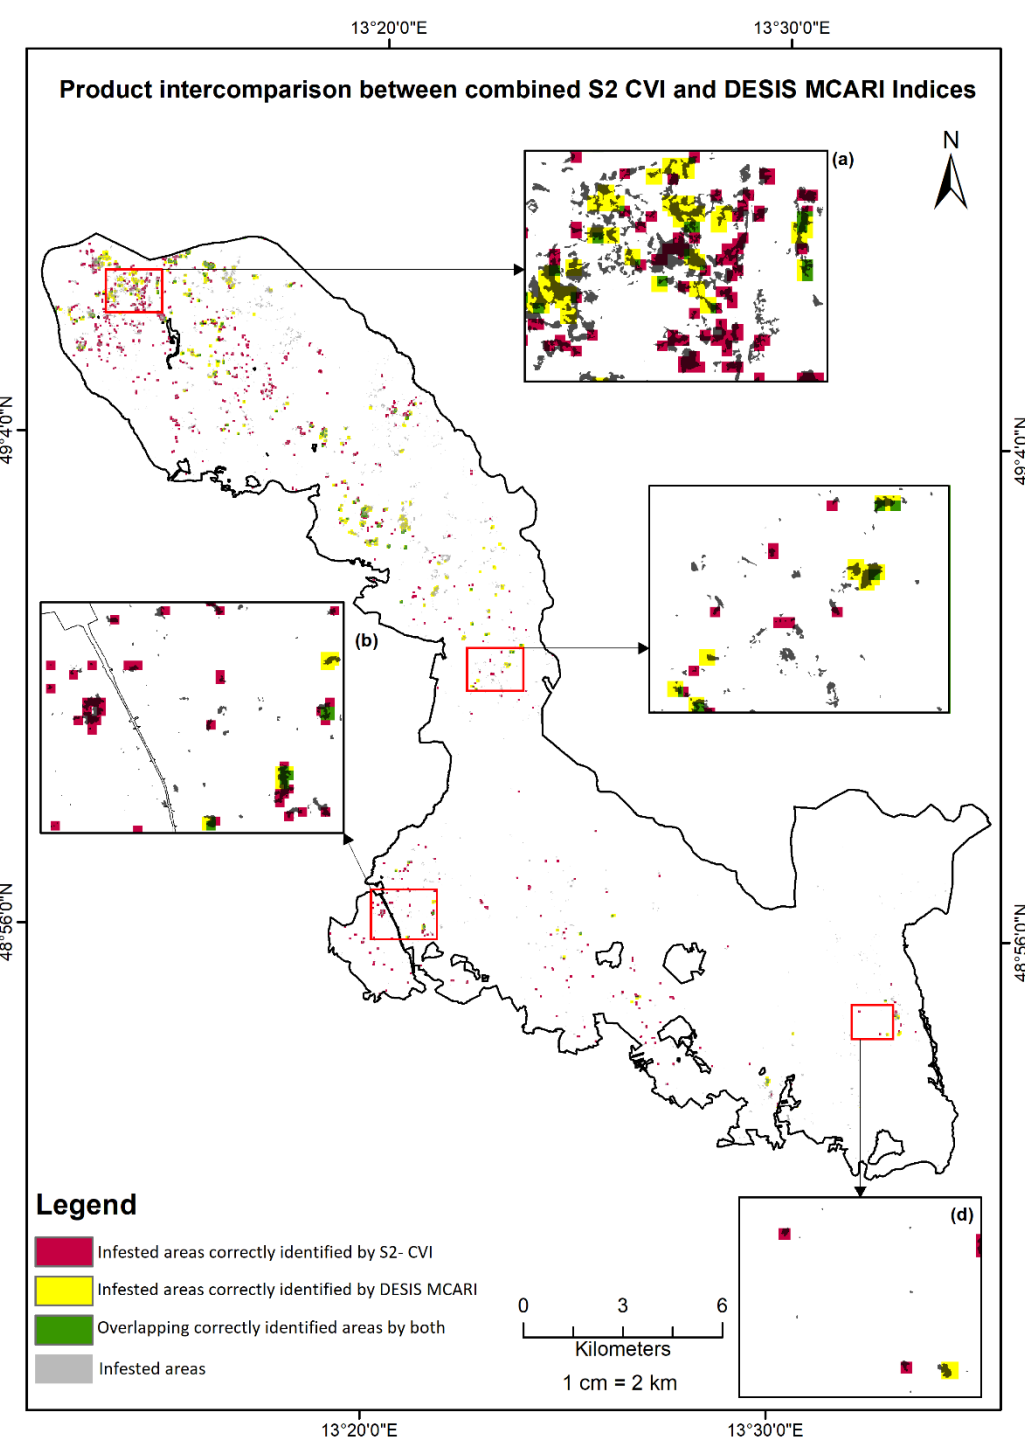 13°20'0"E
13°30'0"E
Product intercomparison between combined S2 CVI and DESIS MCARI Indices
N
(a)
49°4'0"N
49°4'0"N
(b)
48°56'0"N
48°56'0"N
(d)
Legend
Infested areas correctly identified by S2- CVI
Infested areas correctly identified by DESIS MCARI
Overlapping correctly identified areas by both
Infested areas
0 3 6
Kilometers
1 cm = 2 km
13°20'0"E
13°30'0"E